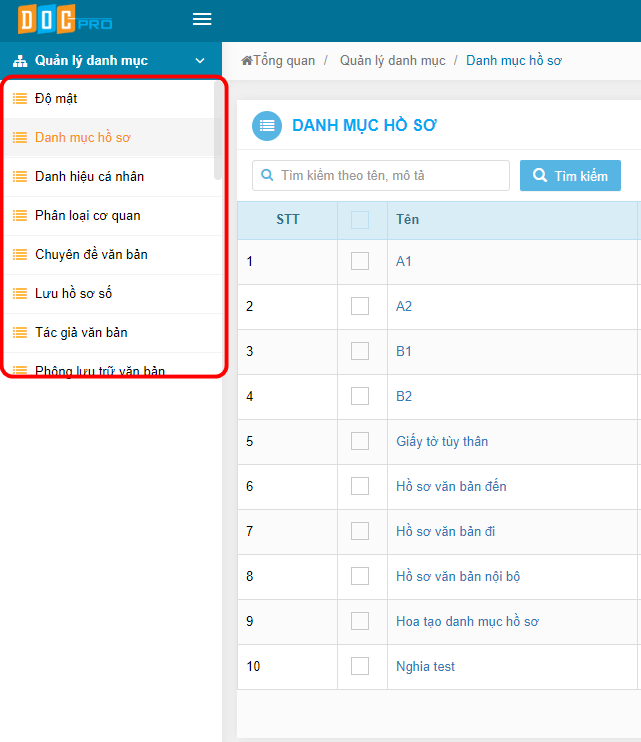 DOC PRO
Quản lý danh mục
Độ mật
Danh mục hồ sơ
Danh hiệu cá nhân
Phân loại cơ quan
Chuyên đề văn bản
Lưu hồ sơ số
Tác giả văn bản
Phông lưu trữ văn bản
Tổng quan / Quản lý danh mục / Danh mục hồ sơ
DANH MỤC HỒ SƠ
Tìm kiếm theo tên, mô tả Tìm kiếm
STT Tên
1 A1
2 A2
3 B1
4 B2
5 Giấy tờ tùy thân
6 Hồ sơ văn bản đến
7 Hồ sơ văn bản đi
8 Hồ sơ văn bản nội bộ
9 Hoa tạo danh mục hồ sơ
10 Nghia test